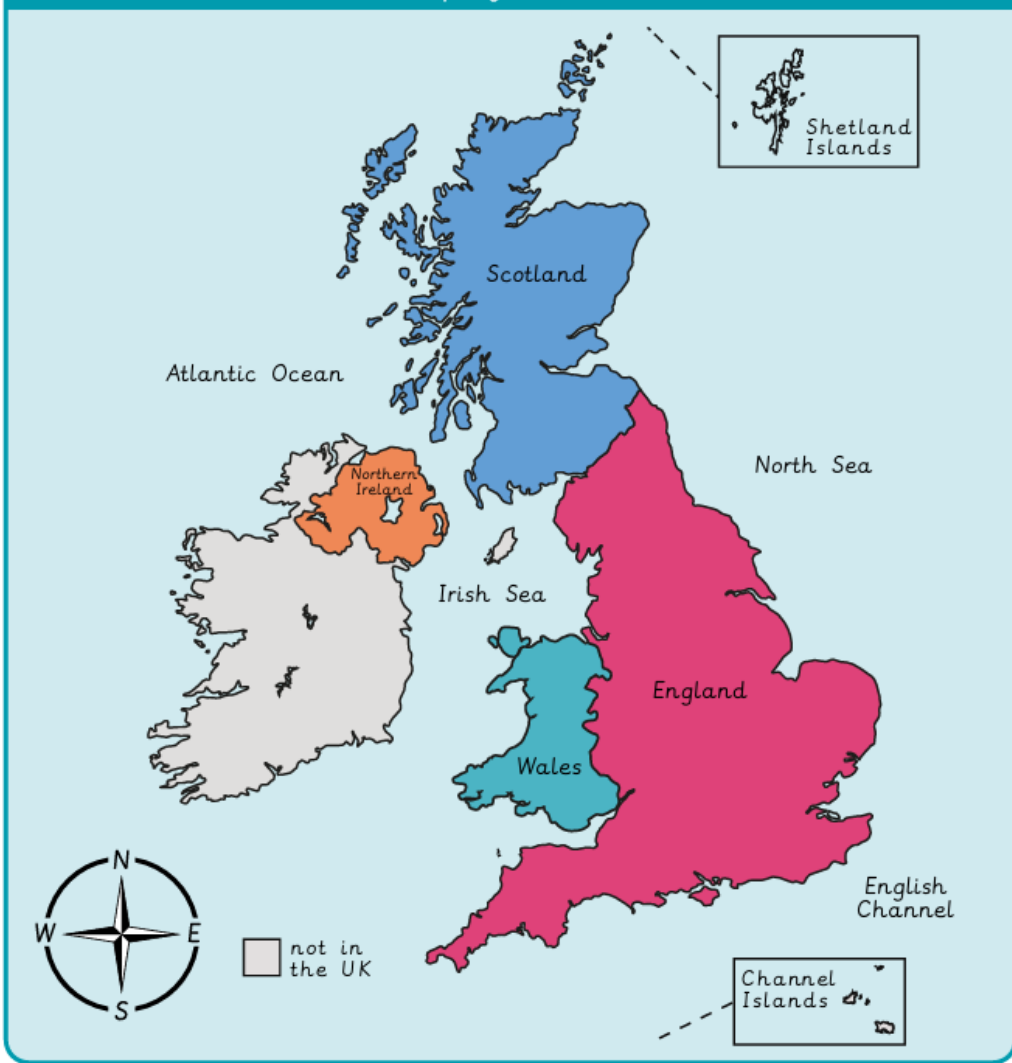 Shetland
Islands
Scotland
Atlantic Ocean
Northern
Ireland
North Sea
Irish Sea
England
Wales
English
Channel
N
W
E
S
not in
the UK
Channel
Islands